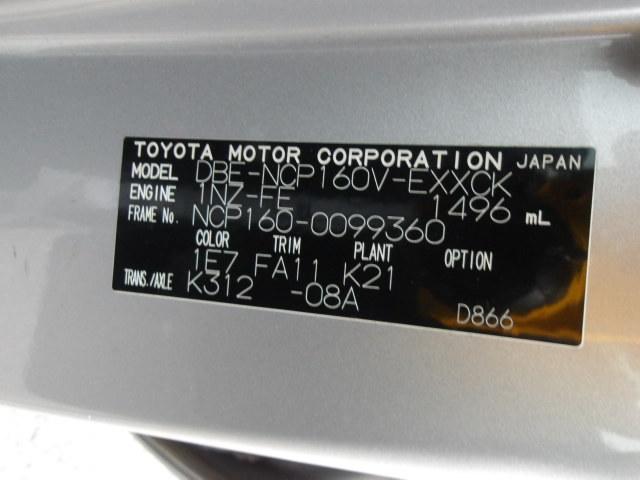 TOYOTA MOTOR CORPORATION JAPAN
MODEL DBE-NCP160V-EXXCK
ENGINE 1NZ-FE 1496 mL
FRAME No. NCP160-0099360
COLOR TRIM PLANT OPTION
1E7 FA11 K21
TRANS./AXLE K312 -08A
D866